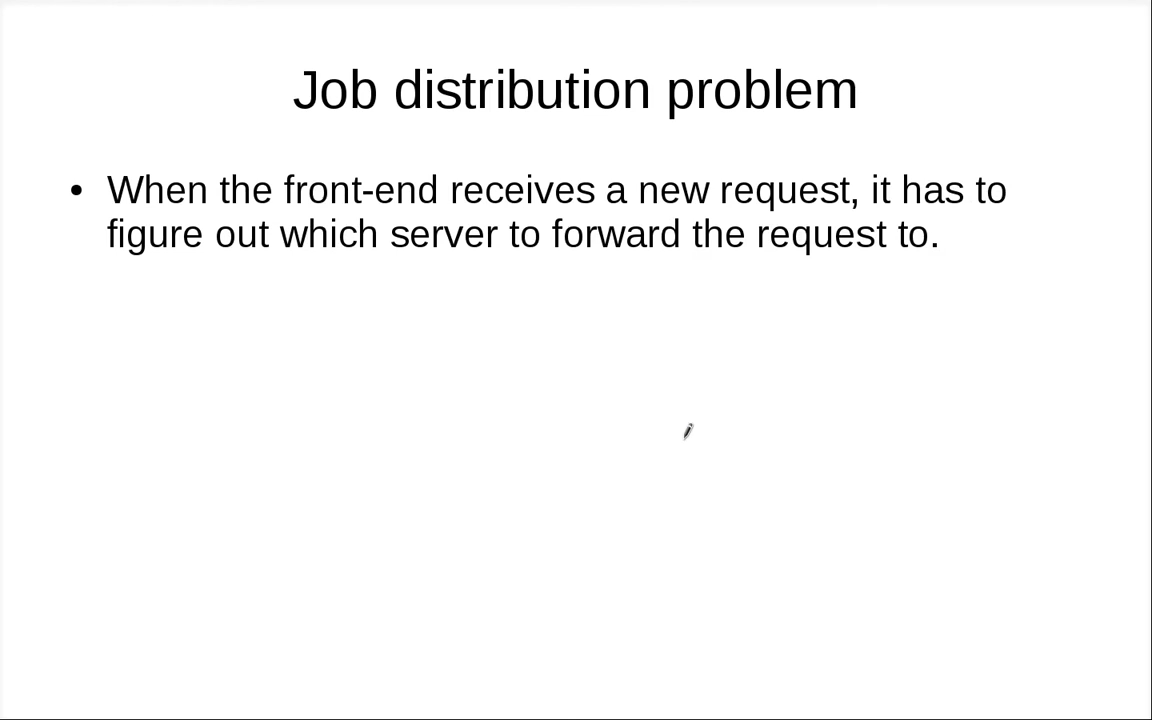 Job distribution problem
• When the front-end receives a new request, it has to
figure out which server to forward the request to.